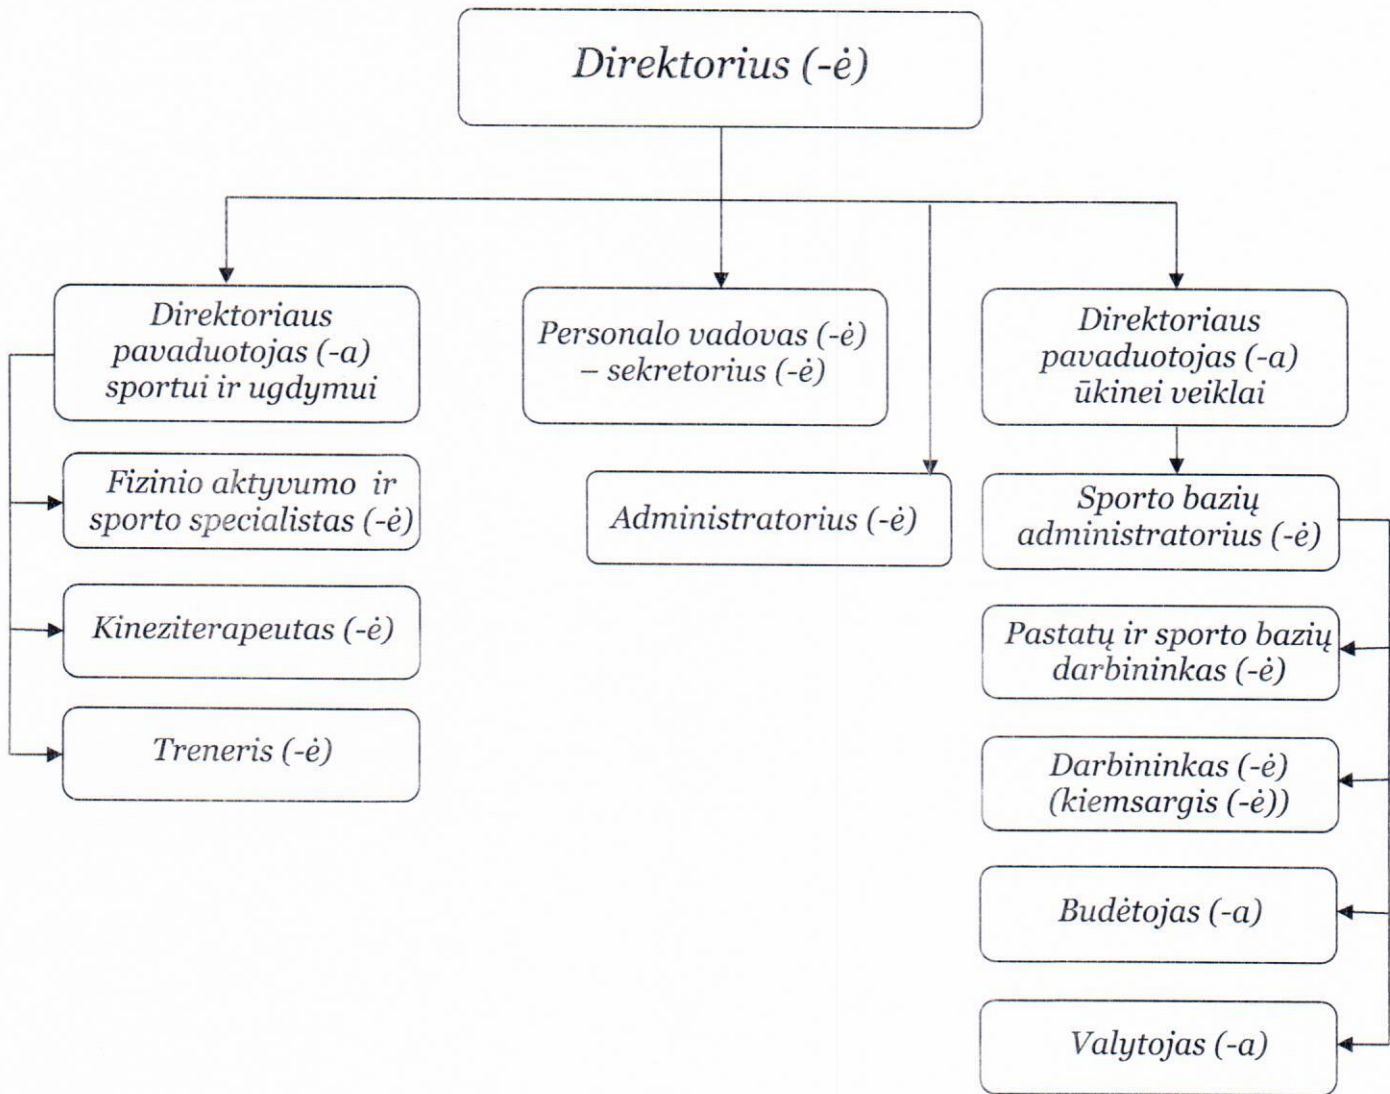 Direktorius (-ė)
Direktoriaus
pavaduotojas (-a)
sportui ir ugdymui
Personalo vadovas (-ė)
– sekretorius (-ė)
Direktoriaus
pavaduotojas (-a)
ūkinei veiklai
Fizinio aktyvumo ir
sporto specialistas (-ė)
Administratorius (-ė)
Sporto bazių
administratorius (-ė)
Kineziterapeutas (-ė)
Pastatų ir sporto bazių
darbininkas (-ė)
Treneris (-ė)
Darbininkas (-ė)
(kiemsargis (-ė))
Budėtojas (-a)
Valytojas (-a)